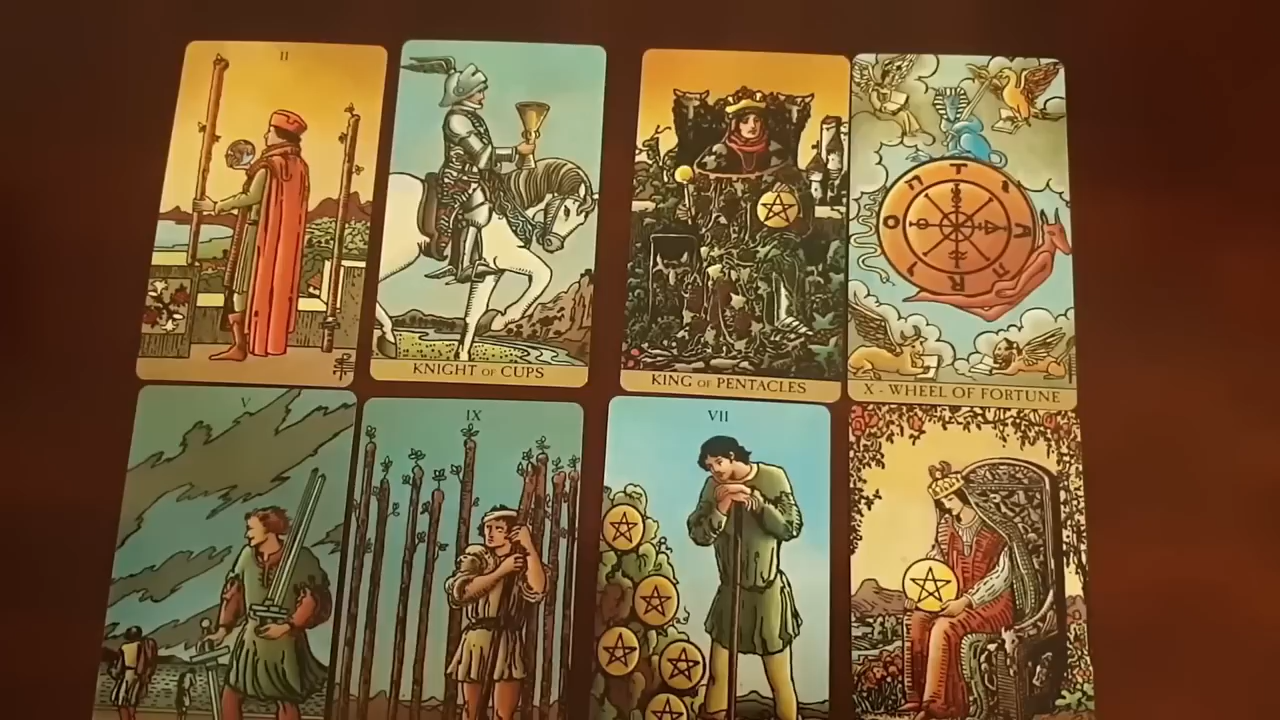 II
KNIGHT OF CUPS
KING OF PENTACLES
X - WHEEL OF FORTUNE
V
IX
VII
T
A
R
O